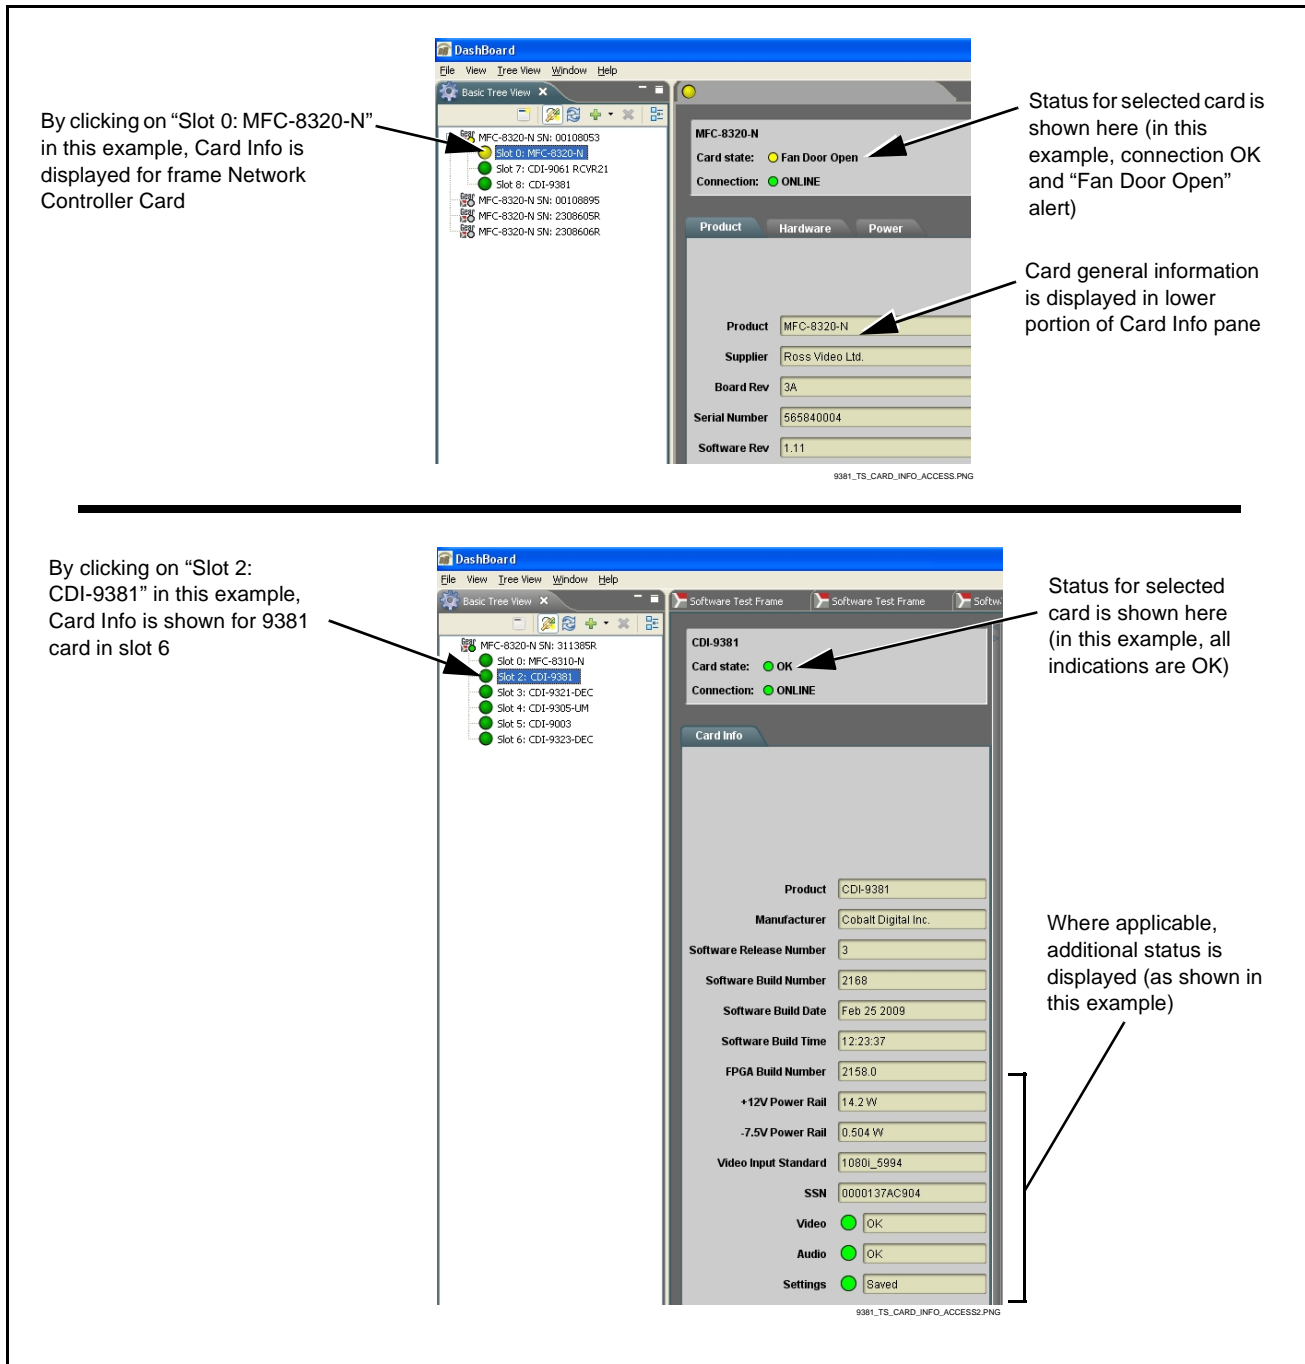 DashBoard
File View Tree View Window Help
Basic Tree View
By clicking on “Slot 0: MFC-8320-N”
in this example, Card Info is
displayed for frame Network
Controller Card
MFC-8320-N SN: 00108053
Slot 0: MFC-8320-N
Slot 7: CDI-9061 RCVR21
Slot 8: CDI-9381
MFC-8320-N SN: 00108895
MFC-8320-N SN: 2308605R
MFC-8320-N SN: 2308606R
MFC-8320-N
Card state: Fan Door Open
Connection: ONLINE
Status for selected card is
shown here (in this
example, connection OK
and “Fan Door Open”
alert)
Product Hardware Power
Card general information
is displayed in lower
portion of Card Info pane
Product MFC-8320-N
Supplier Ross Video Ltd.
Board Rev 3A
Serial Number 565840004
Software Rev 1.11
9381_TS_CARD_INFO_ACCESS.PNG
By clicking on “Slot 2:
CDI-9381” in this example,
Card Info is shown for 9381
card in slot 6
DashBoard
File View Tree View Window Help
Basic Tree View
Software Test Frame Software Test Frame Softw
MFC-8320-N SN: 311385R
Slot 0: MFC-8310-N
Slot 2: CDI-9381
Slot 3: CDI-9321-DEC
Slot 4: CDI-9305-UM
Slot 5: CDI-9003
Slot 6: CDI-9323-DEC
CDI-9381
Card state: OK
Connection: ONLINE
Status for selected
card is shown here
(in this example, all
indications are OK)
Card Info
Product CDI-9381
Manufacturer Cobalt Digital Inc.
Software Release Number 3
Software Build Number 2168
Software Build Date Feb 25 2009
Software Build Time 12:23:37
FPGA Build Number 2158.0
+12V Power Rail 14.2 W
-7.5V Power Rail 0.504 W
Video Input Standard 1080i_5994
SSN 0000137AC904
Video OK
Audio OK
Settings Saved
Where applicable,
additional status is
displayed (as shown in
this example)
9381_TS_CARD_INFO_ACCESS2.PNG